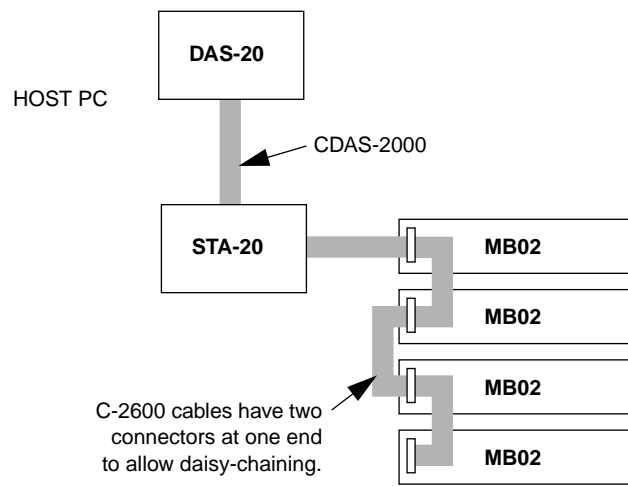 DAS-20
HOST PC
CDAS-2000
STA-20
MB02
MB02
MB02
MB02
C-2600 cables have two
connectors at one end
to allow daisy-chaining.